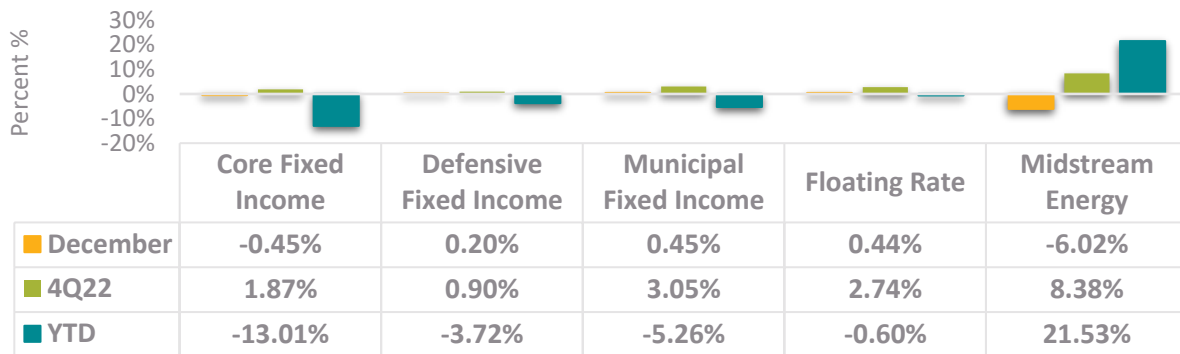 Percent %
30%
20%
10%
0%
-10%
-20%
Core Fixed Income
Defensive Fixed Income
Municipal Fixed Income
Floating Rate
Midstream Energy
December -0.45% 0.20% 0.45% 0.44% -6.02%
4Q22 1.87% 0.90% 3.05% 2.74% 8.38%
YTD -13.01% -3.72% -5.26% -0.60% 21.53%